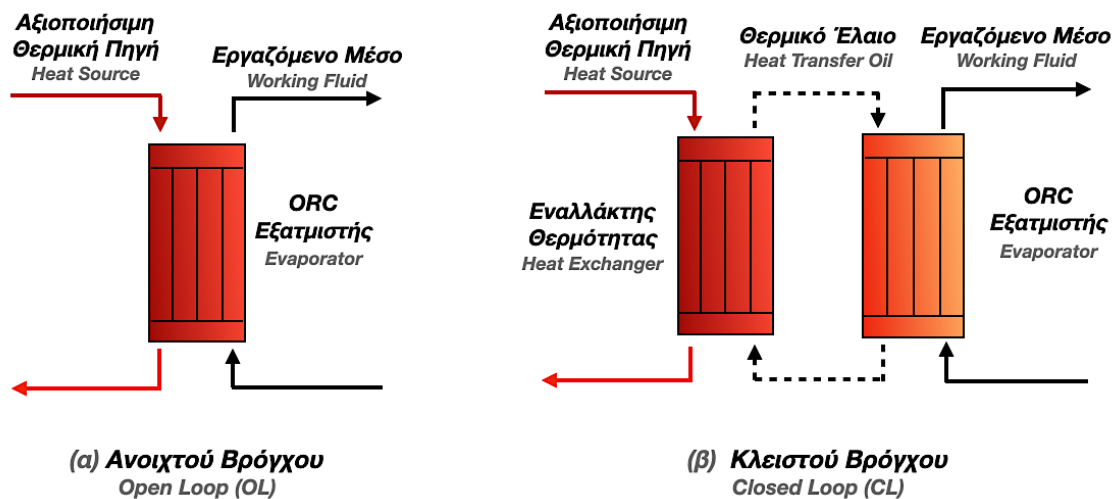 Αξιοποιήσιμη
Θερμική Πηγή
Heat Source
Εργαζόμενο Μέσο
Working Fluid
ORC
Εξατμιστής
Evaporator
(α) Ανοιχτού Βρόγχου
Open Loop (OL)
Αξιοποιήσιμη
Θερμική Πηγή
Heat Source
Θερμικό Έλαιο
Heat Transfer Oil
Εργαζόμενο Μέσο
Working Fluid
Εναλλάκτης
Θερμότητας
Heat Exchanger
ORC
Εξατμιστής
Evaporator
(β) Κλειστού Βρόγχου
Closed Loop (CL)